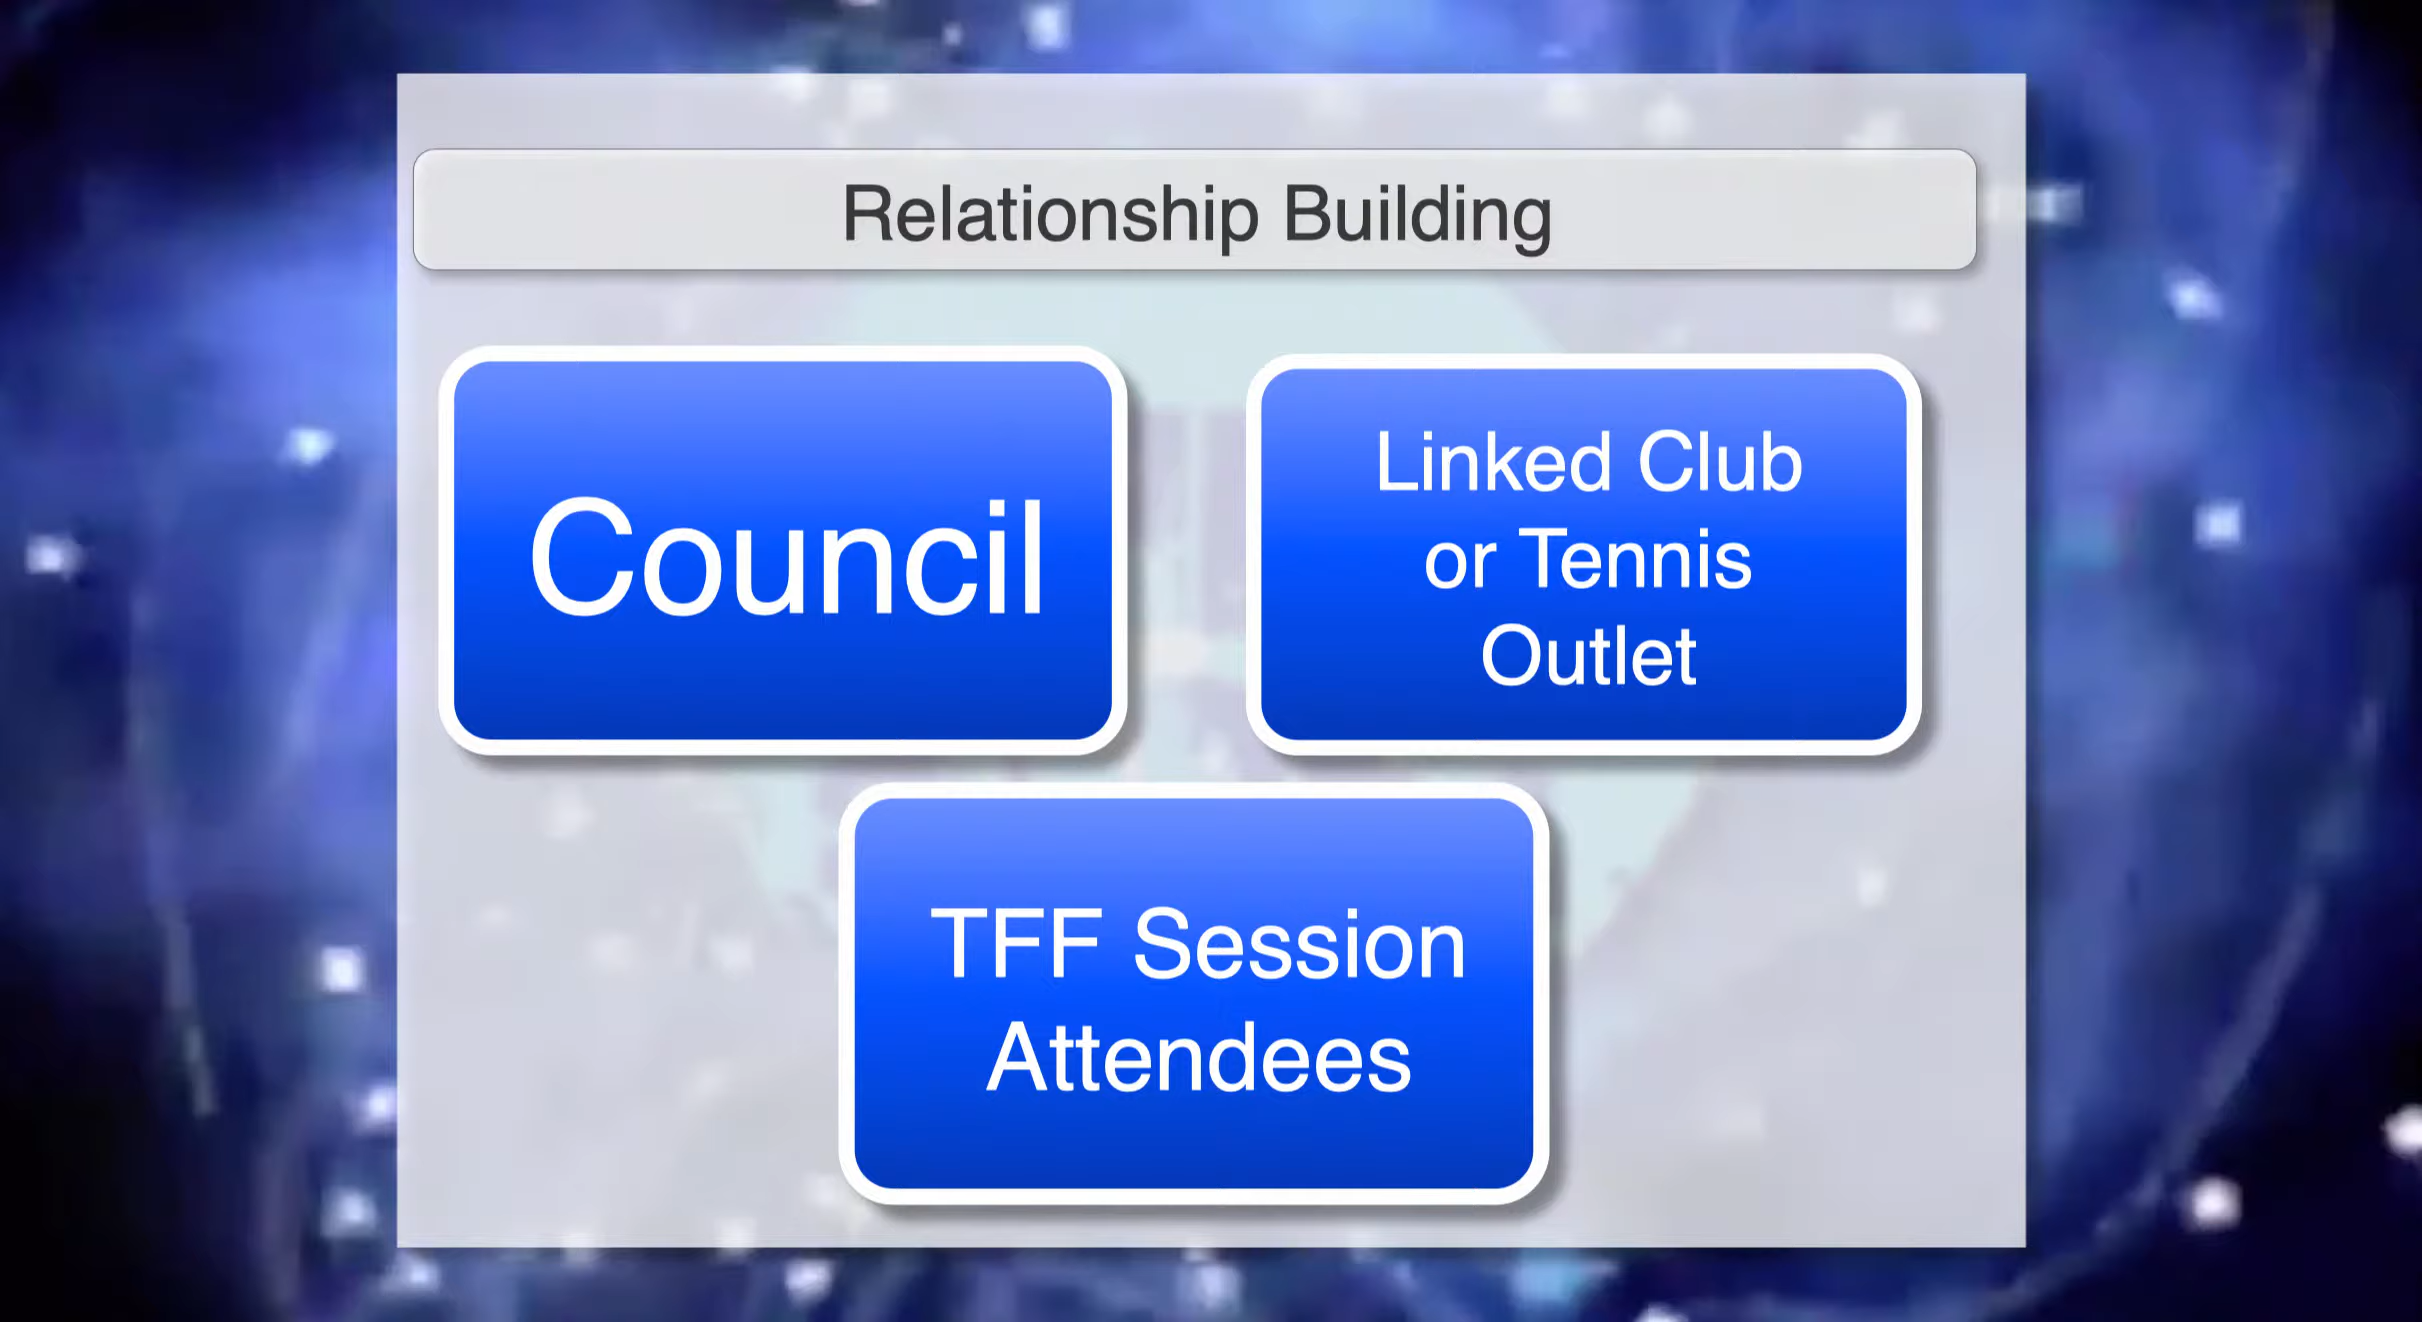 Relationship Building
Council
Linked Club
or Tennis
Outlet
TFF Session
Attendees